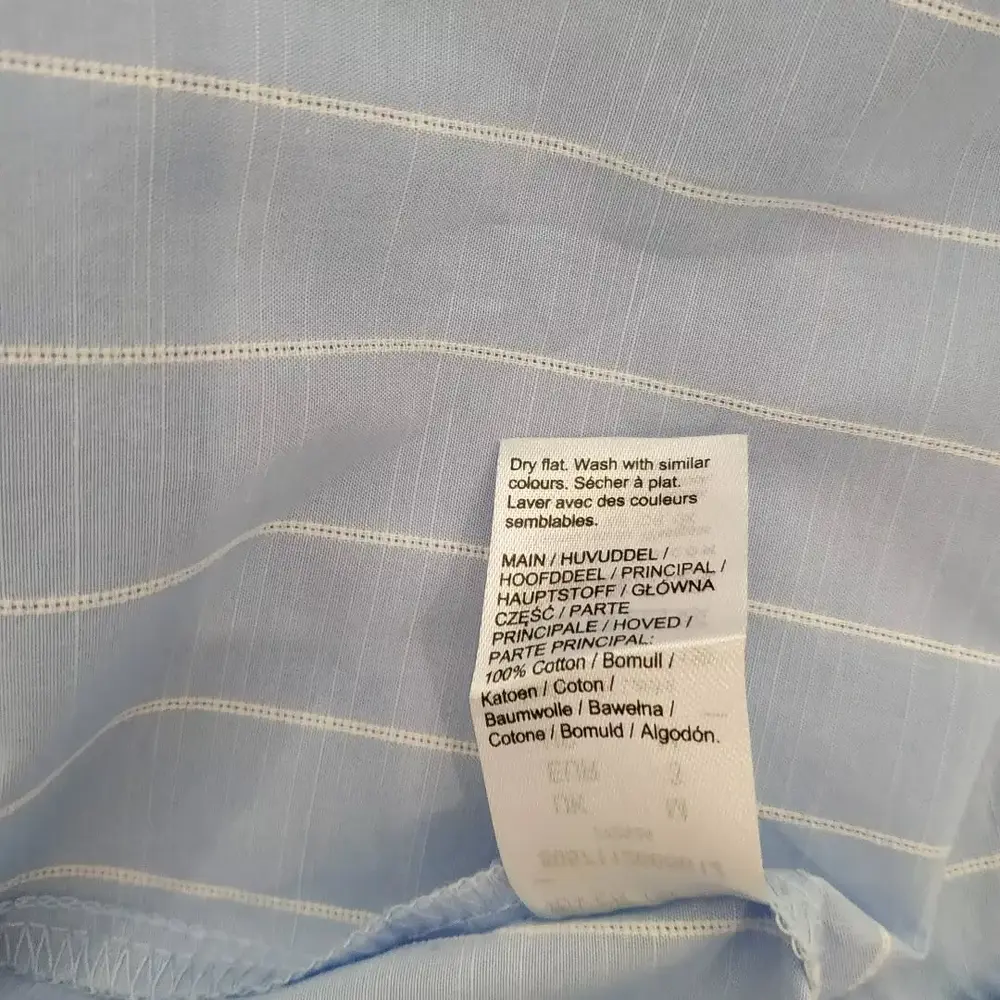 Dry flat. Wash with similar
colours. Sécher à plat.
Laver avec des couleurs
semblables.
MAIN / HUVUDDEL /
HOOFDDEEL / PRINCIPAL /
HAUPTSTOFF / GŁÓWNA
CZĘŚĆ / PARTE
PRINCIPALE / HOVED /
PARTE PRINCIPAL:
100% Cotton / Bomull /
Katoen / Coton /
Baumwolle / Bawełna /
Cotone / Bomuld / Algodón.